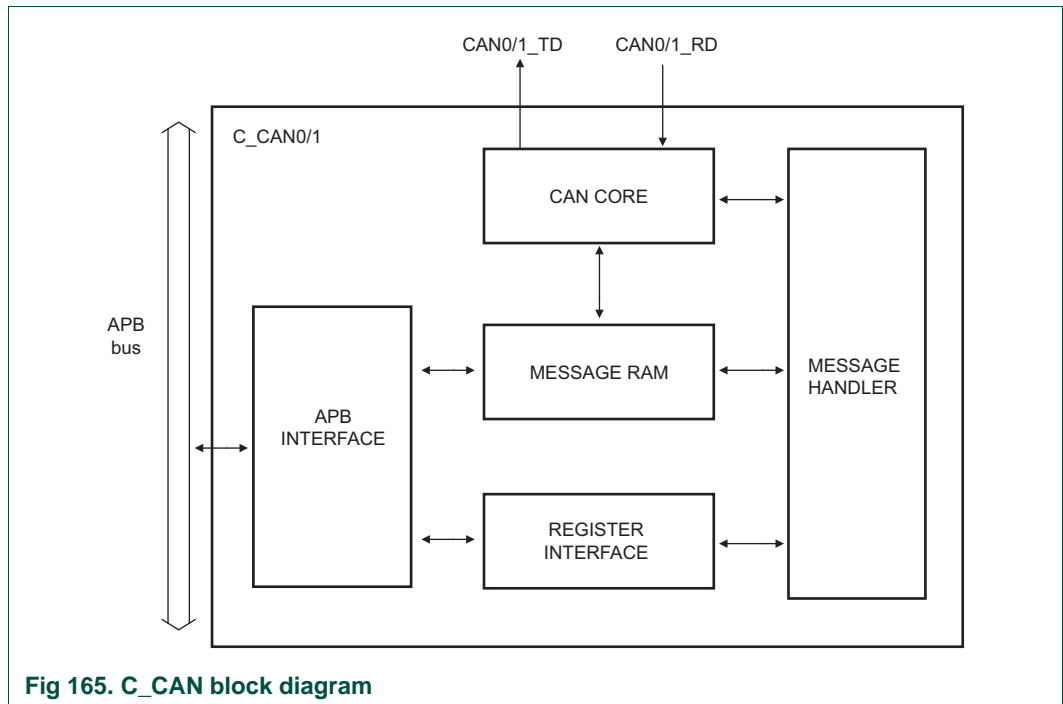 CAN0/1_TD
CAN0/1_RD
C_CAN0/1
CAN CORE
APB
bus
APB
INTERFACE
MESSAGE RAM
MESSAGE
HANDLER
REGISTER
INTERFACE
Fig 165. C_CAN block diagram